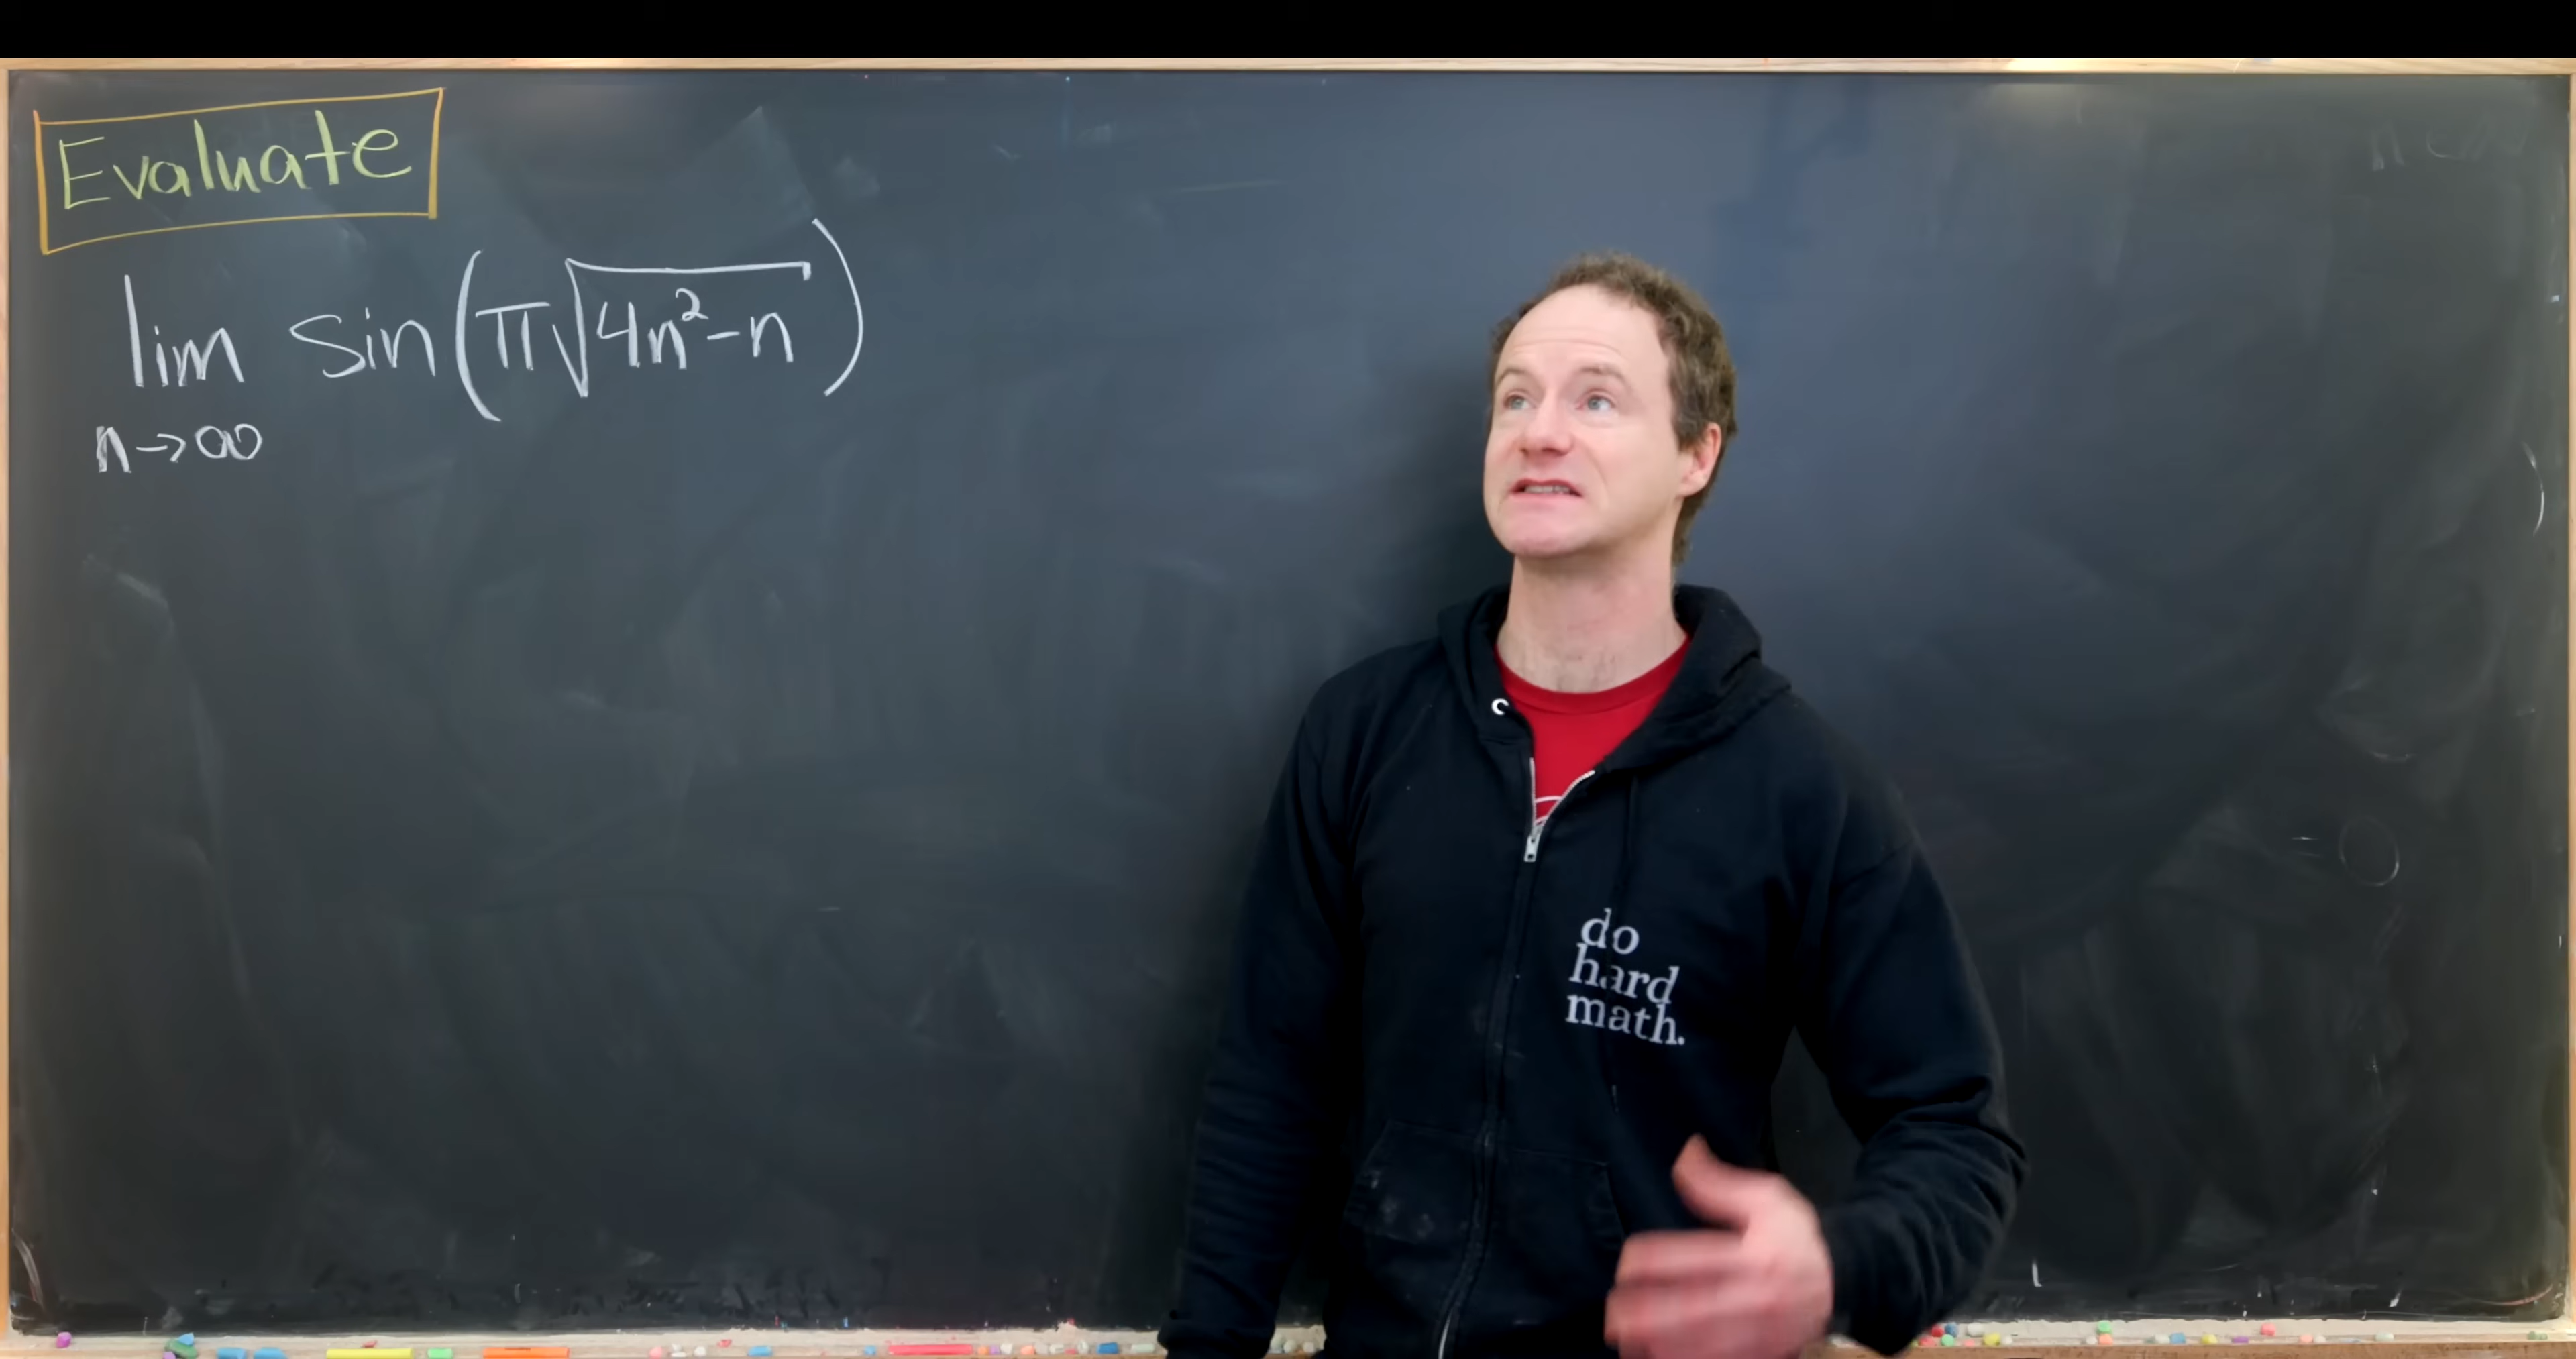 Evaluate
lim sin(π√4n²-n)
n→∞
do
hard
math.